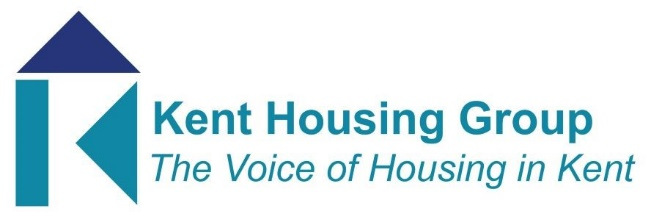 Kent Housing Group
The Voice of Housing in Kent